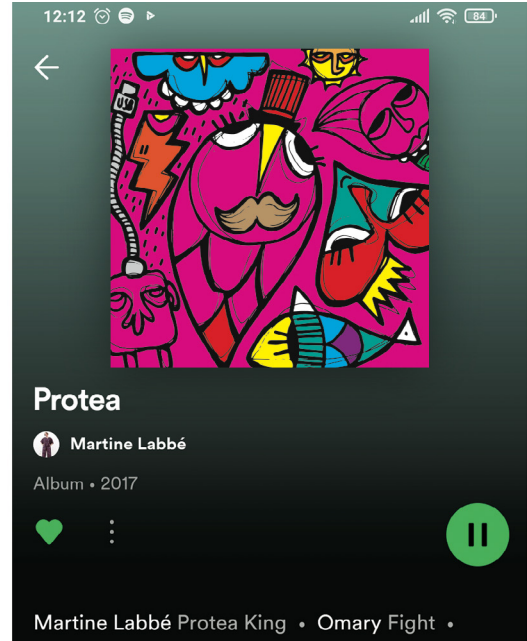 12:12
84
Protea
Martine Labbé
Album • 2017
Martine Labbé Protea King • Omary Fight •